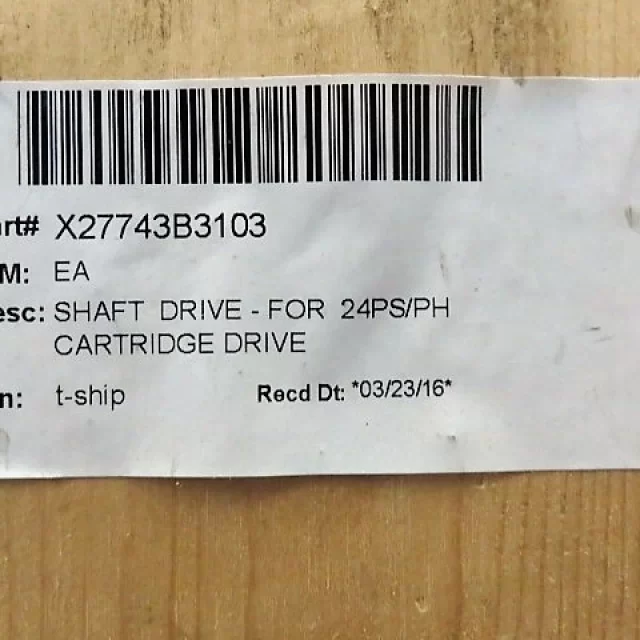 art# X27743B3103
M: EA
esc: SHAFT DRIVE - FOR 24PS/PH
CARTRIDGE DRIVE
n: t-ship Recd Dt: *03/23/16*